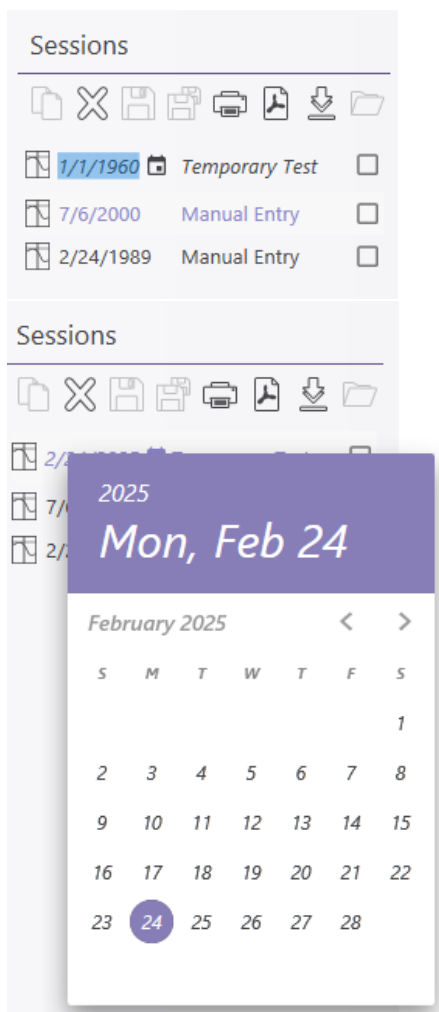 Sessions
1/1/1960 Temporary Test
7/6/2000 Manual Entry
2/24/1989 Manual Entry
Sessions
2025
Mon, Feb 24
February 2025
S M T W T F S
1
2 3 4 5 6 7 8
9 10 11 12 13 14 15
16 17 18 19 20 21 22
23 24 25 26 27 28